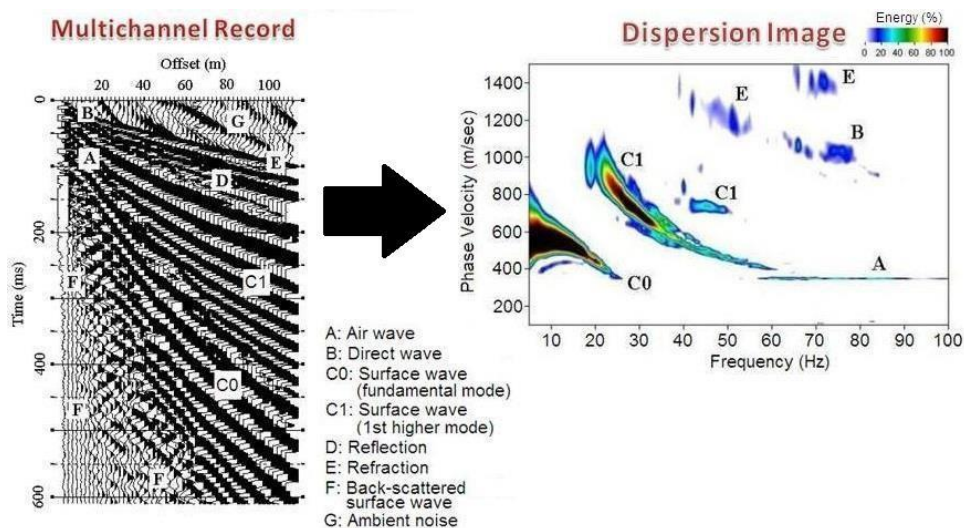 Multichannel Record
Offset (m)
20 40 60 80 100
0
200
400
600
Time (ms)
B
A
G
E
D
F
C1
C0
F
F
A: Air wave
B: Direct wave
C0: Surface wave
(fundamental mode)
C1: Surface wave
(1st higher mode)
D: Reflection
E: Refraction
F: Back-scattered
surface wave
G: Ambient noise
Dispersion Image
Energy (%)
0 20 40 60 80 100
Phase Velocity (m/sec)
1400
1200
1000
800
600
400
200
E
E
B
C1
C1
A
C0
10 20 30 40 50 60 70 80 90 100
Frequency (Hz)